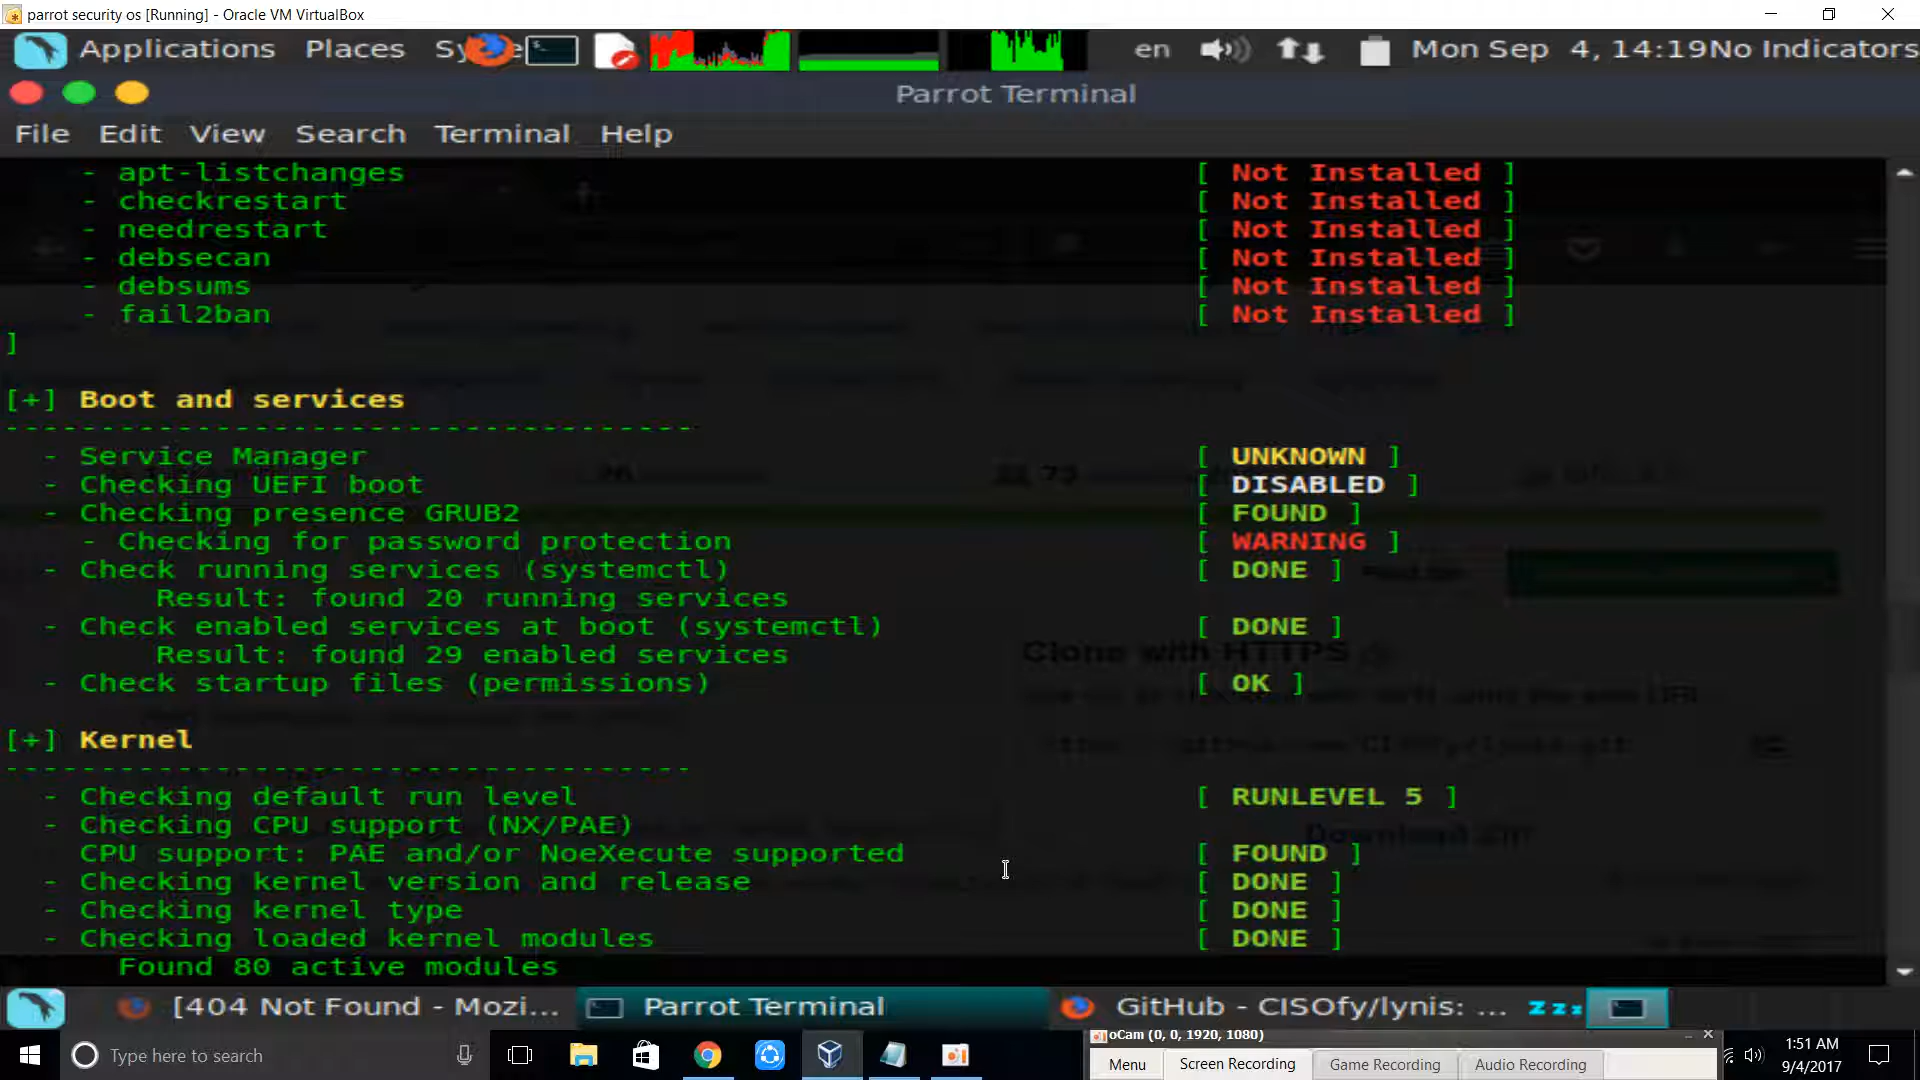 parrot security os [Running] - Oracle VM VirtualBox
Applications Places en Mon Sep 4, 14:19No Indicators
Parrot Terminal
File Edit View Search Terminal Help
- apt-listchanges [ Not Installed ]
- checkrestart [ Not Installed ]
- needrestart [ Not Installed ]
- debsecan [ Not Installed ]
- debsums [ Not Installed ]
- fail2ban [ Not Installed ]
]
[+] Boot and services
------------------------------------
- Service Manager [ UNKNOWN ]
- Checking UEFI boot [ DISABLED ]
- Checking presence GRUB2 [ FOUND ]
- Checking for password protection [ WARNING ]
- Check running services (systemctl) [ DONE ]
Result: found 20 running services
- Check enabled services at boot (systemctl) [ DONE ]
Result: found 29 enabled services
- Check startup files (permissions) [ OK ]
Clone with HTTPS
[+] Kernel
------------------------------------
- Checking default run level [ RUNLEVEL 5 ]
- Checking CPU support (NX/PAE)
CPU support: PAE and/or NoeXecute supported [ FOUND ]
- Checking kernel version and release [ DONE ]
- Checking kernel type [ DONE ]
- Checking loaded kernel modules [ DONE ]
Found 80 active modules
[404 Not Found - Mozi... Parrot Terminal GitHub - CISOfy/lynis: ... zzz
oCam (0, 0, 1920, 1080)
Type here to search
Menu Screen Recording Game Recording Audio Recording
1:51 AM
9/4/2017